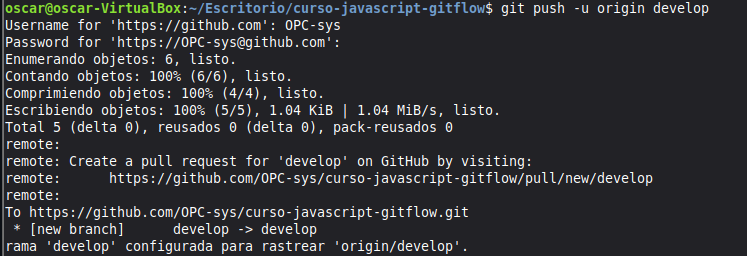 oscar@oscar-VirtualBox:~/Escritorio/curso-javascript-gitflow$ git push -u origin develop
Username for 'https://github.com': OPC-sys
Password for 'https://OPC-sys@github.com':
Enumerando objetos: 6, listo.
Contando objetos: 100% (6/6), listo.
Comprimiendo objetos: 100% (4/4), listo.
Escribiendo objetos: 100% (5/5), 1.04 KiB | 1.04 MiB/s, listo.
Total 5 (delta 0), reusados 0 (delta 0), pack-reusados 0
remote:
remote: Create a pull request for 'develop' on GitHub by visiting:
remote:      https://github.com/OPC-sys/curso-javascript-gitflow/pull/new/develop
remote:
To https://github.com/OPC-sys/curso-javascript-gitflow.git
 * [new branch]      develop -> develop
rama 'develop' configurada para rastrear 'origin/develop'.